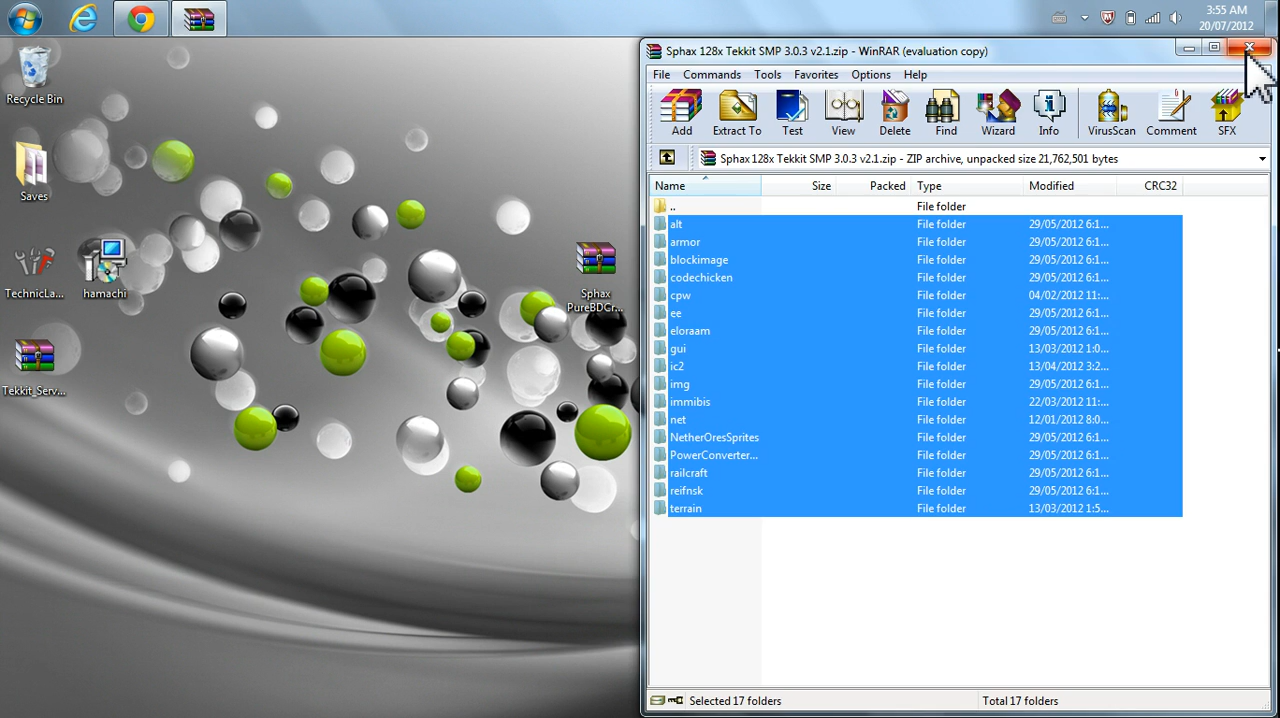 3:55 AM
20/07/2012
Recycle Bin
Saves
TechnicLa...
hamachi
Tekkit_Serv...
Sphax
PureBDCr...
Sphax 128x Tekkit SMP 3.0.3 v2.1.zip - WinRAR (evaluation copy)
File Commands Tools Favorites Options Help
Add Extract To Test View Delete Find Wizard Info VirusScan Comment SFX
Sphax 128x Tekkit SMP 3.0.3 v2.1.zip - ZIP archive, unpacked size 21,762,501 bytes
Name Size Packed Type Modified CRC32
.. File folder
alt File folder 29/05/2012 6:1...
armor File folder 29/05/2012 6:1...
blockimage File folder 29/05/2012 6:1...
codechicken File folder 29/05/2012 6:1...
cpw File folder 04/02/2012 11:...
ee File folder 29/05/2012 6:1...
eloraam File folder 29/05/2012 6:1...
gui File folder 13/03/2012 1:0...
ic2 File folder 13/04/2012 3:2...
img File folder 29/05/2012 6:1...
immibis File folder 22/03/2012 11:...
net File folder 12/01/2012 8:0...
NetherOresSprites File folder 29/05/2012 6:1...
PowerConverter... File folder 29/05/2012 6:1...
railcraft File folder 29/05/2012 6:1...
reifnsk File folder 29/05/2012 6:1...
terrain File folder 13/03/2012 1:5...
Selected 17 folders Total 17 folders